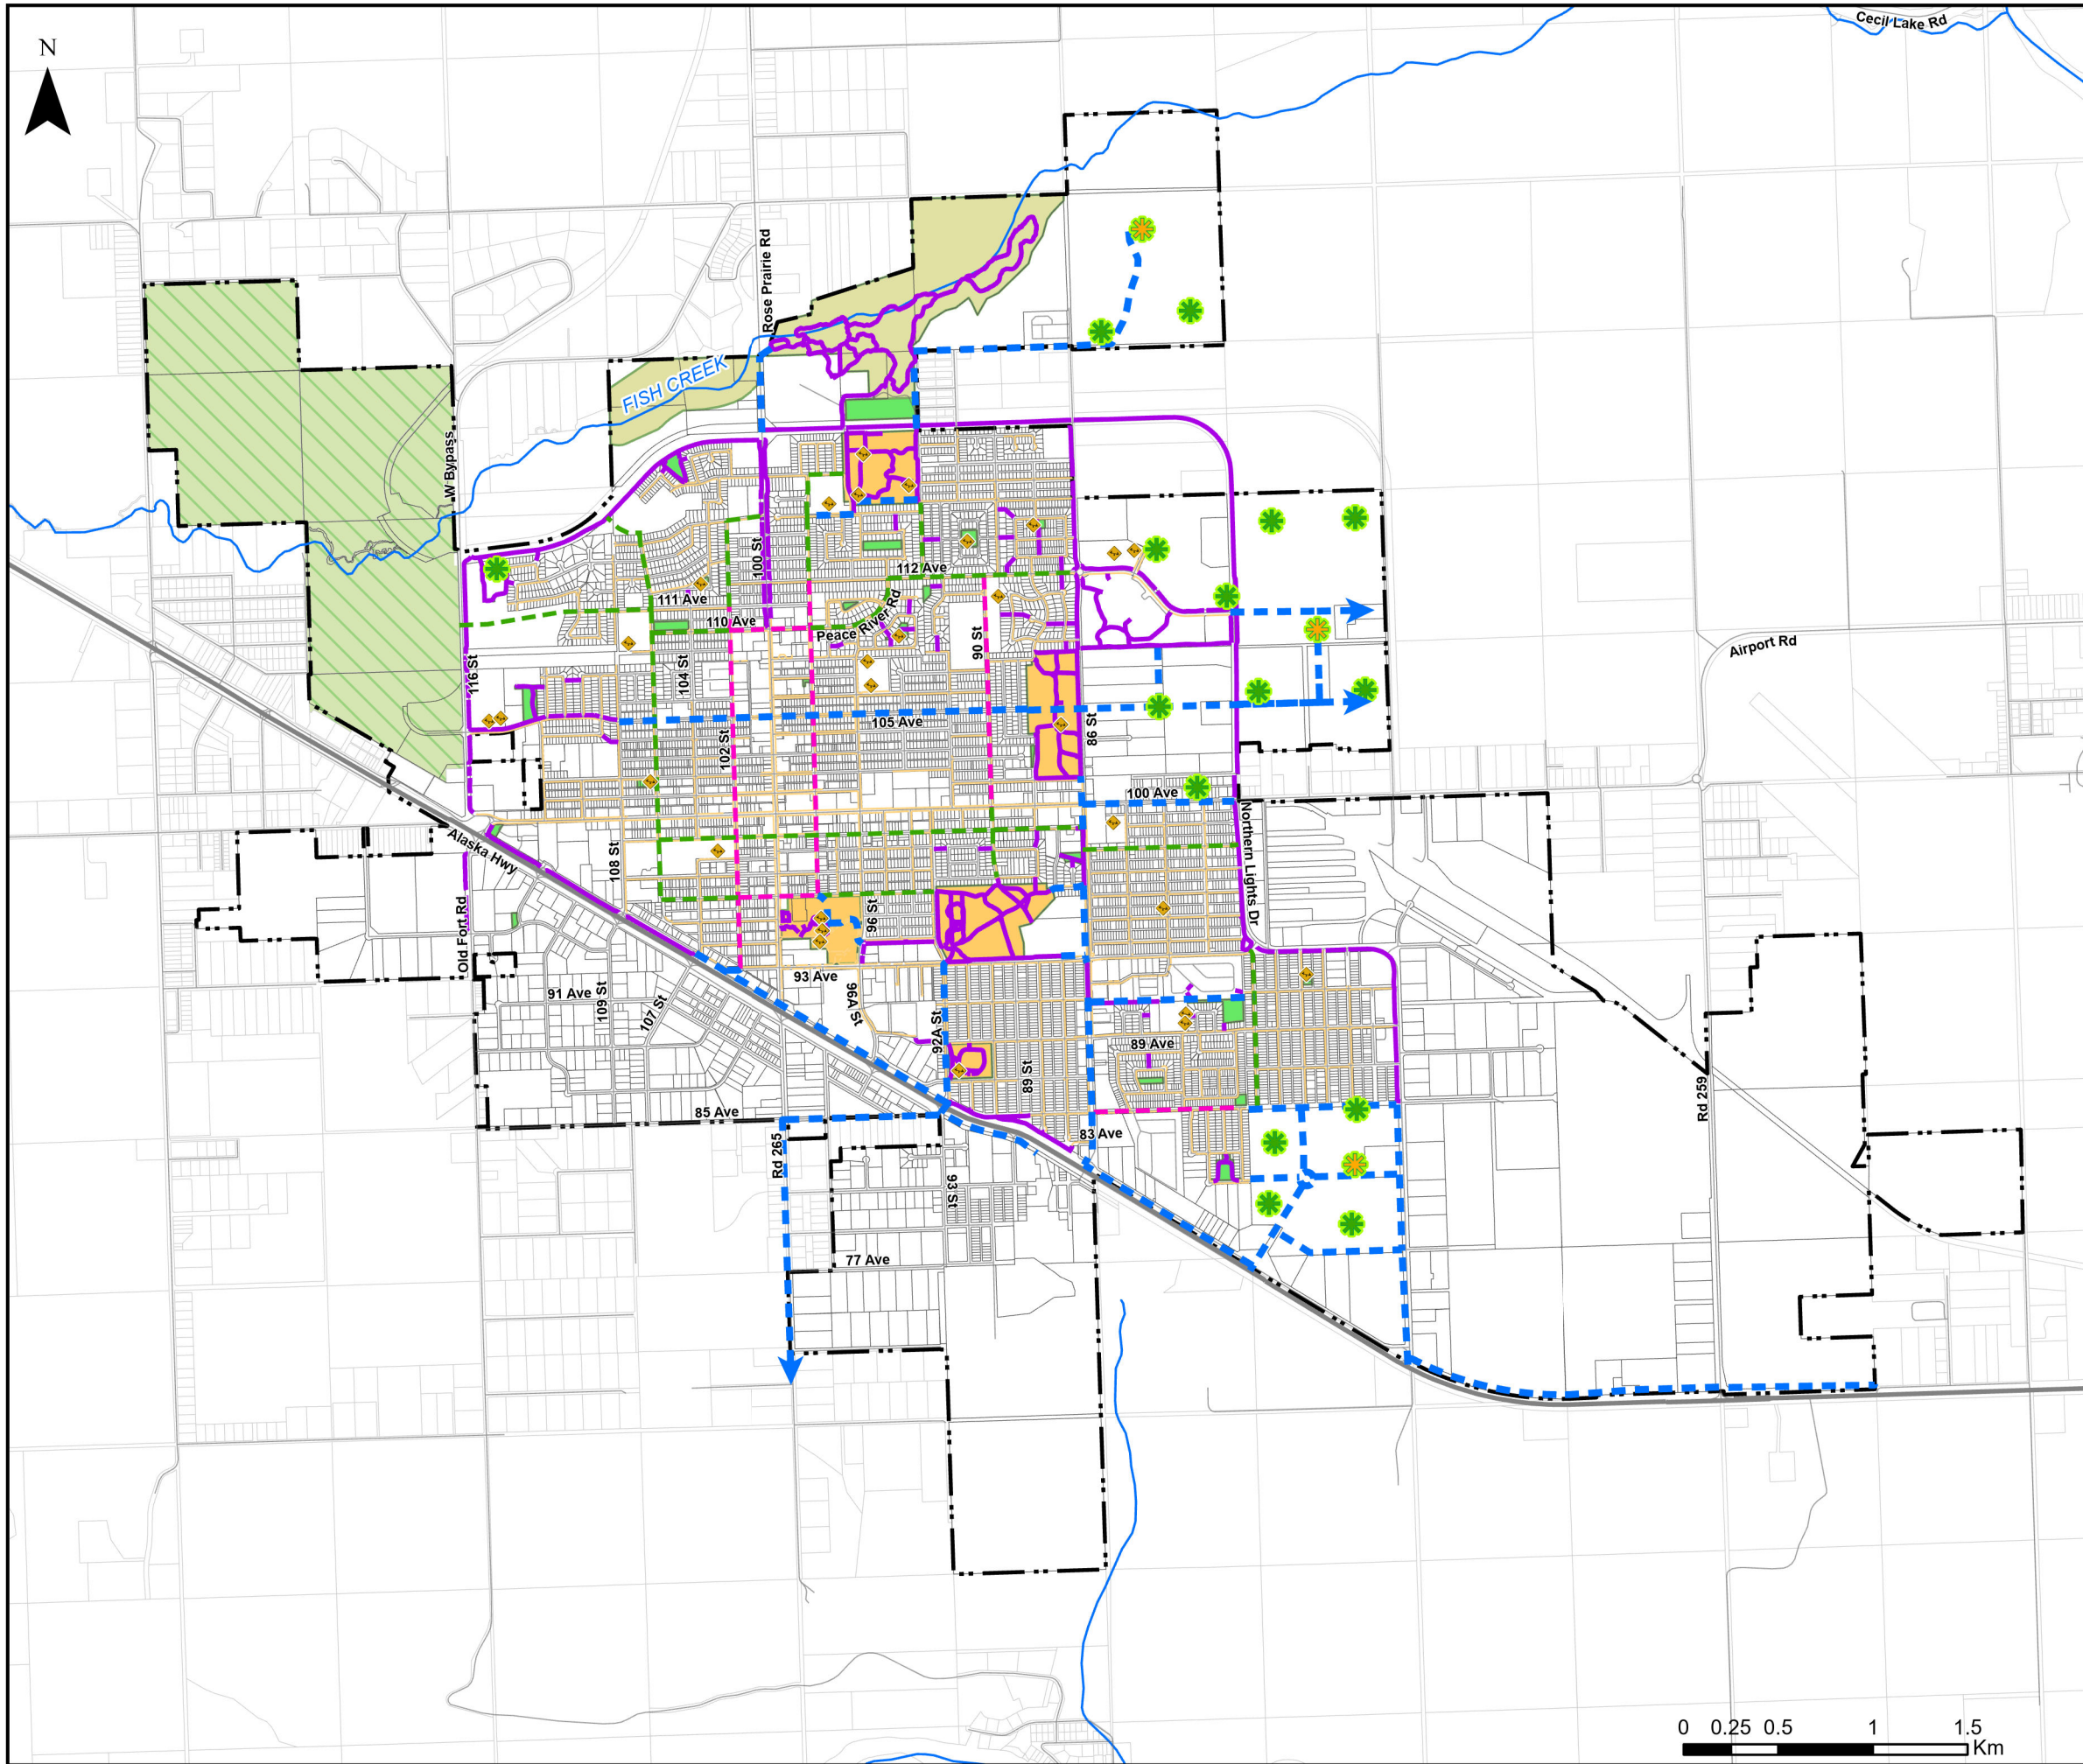 Cecil Lake Rd
N
Rose Prairie Rd
FISH CREEK
W Bypass
100 St
112 Ave
111 Ave
110 Ave
Peace River Rd
90 St
Airport Rd
116 St
104 St
105 Ave
86 St
102 St
100 Ave
Northern Lights Dr
Alaska Hwy
108 St
Old Fort Rd
96 St
93 Ave
91 Ave
109 St
107 St
96A St
92A St
89 Ave
89 St
85 Ave
83 Ave
Rd 259
Rd 265
93 St
77 Ave
0 0.25 0.5 1 1.5
Km